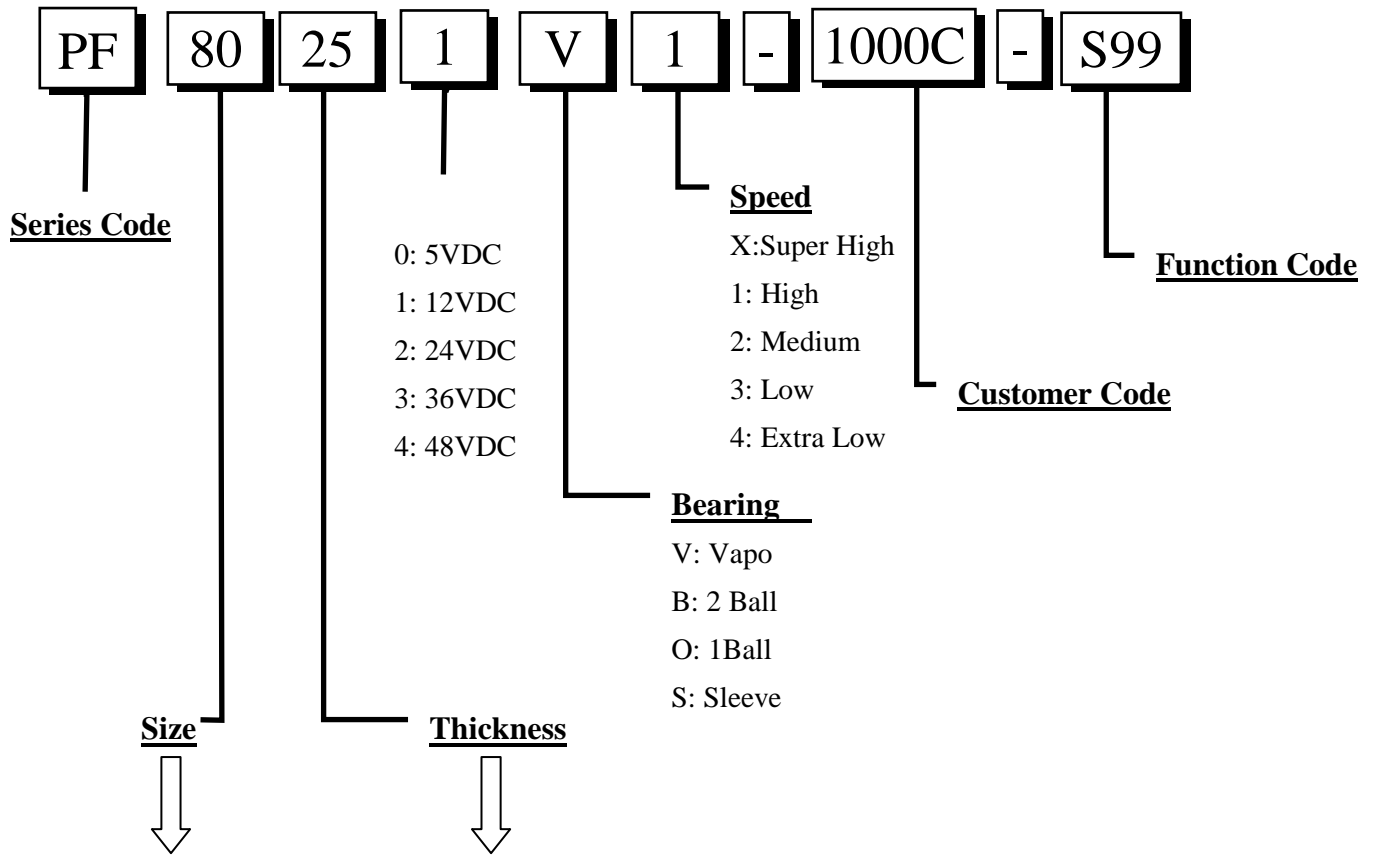 PF 80 25 1 V 1 - 1000C - S99
Series Code
0: 5VDC
1: 12VDC
2: 24VDC
3: 36VDC
4: 48VDC
Speed
X:Super High
1: High
2: Medium
3: Low
4: Extra Low
Function Code
Customer Code
Bearing
V: Vapo
B: 2 Ball
O: 1Ball
S: Sleeve
Size
Thickness